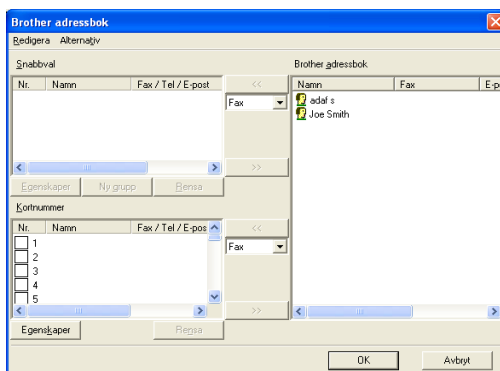 Brother adressbok
Redigera Alternativ
Snabbval
Nr. Namn Fax / Tel / E-post
<<
Fax
>>
Egenskaper Ny grupp Rensa
Kortnummer
Nr. Namn Fax / Tel / E-pos
1
2
3
4
5
<<
Fax
>>
Egenskaper Rensa
Brother adressbok
Namn Fax E-p
adaf s
Joe Smith
OK Avbryt